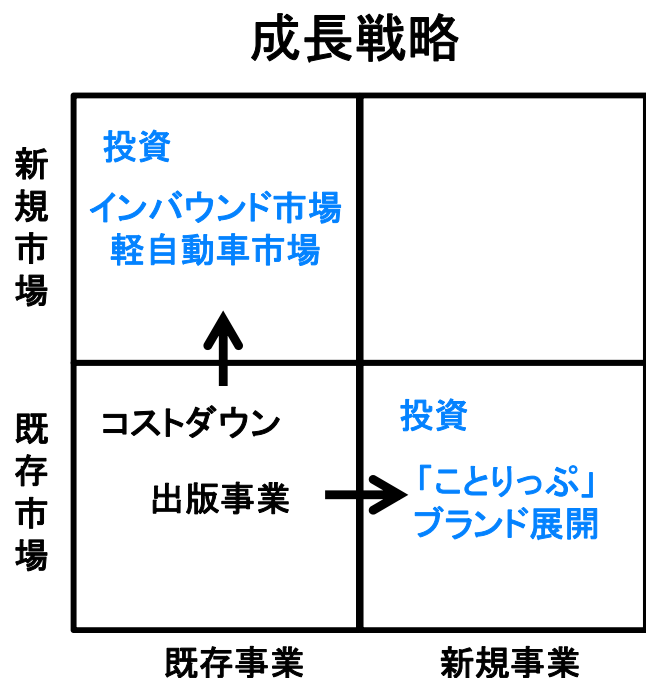 成長戦略
新規市場
投資
インバウンド市場
軽自動車市場
既存市場
コストダウン
出版事業
投資
「ことりっぷ」
ブランド展開
既存事業
新規事業